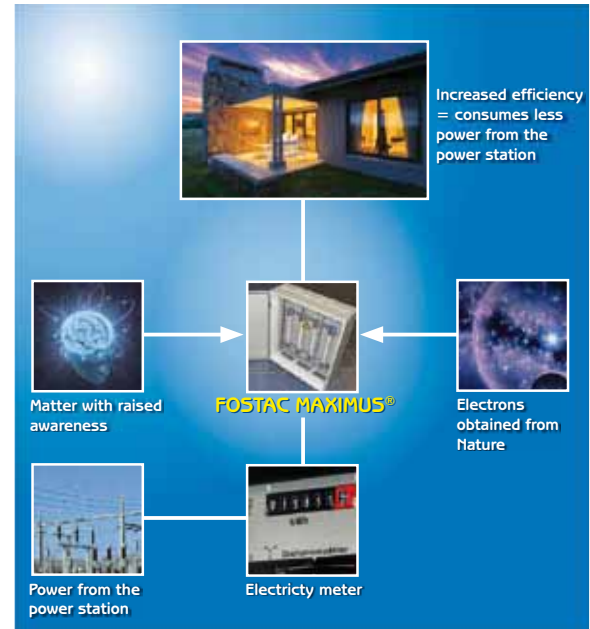 Increased efficiency
= consumes less
power from the
power station
Matter with raised
awareness
FOSTAC MAXIMUS®
Electrons
obtained from
Nature
kWh
Power from the
power station
Electricty meter